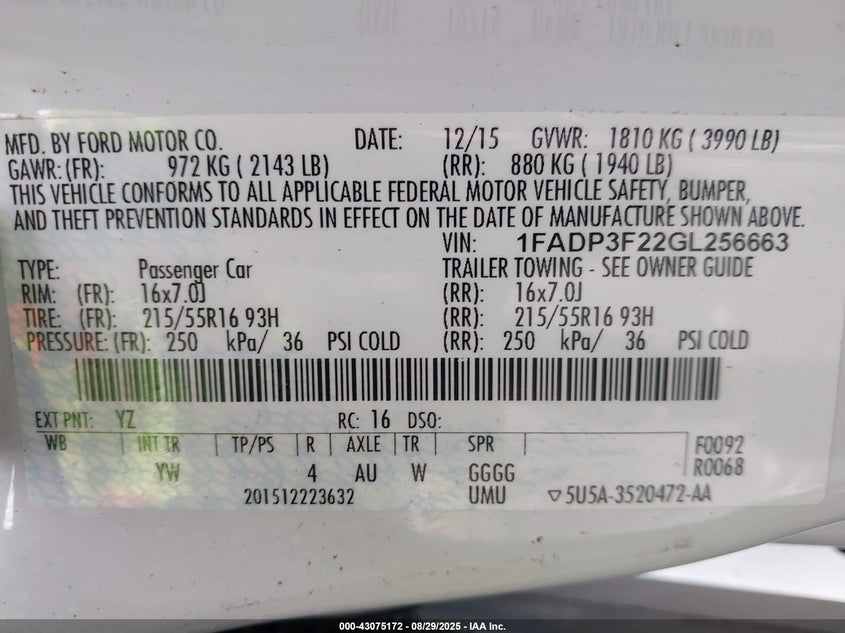 MFD. BY FORD MOTOR CO. DATE: 12/15 GVWR: 1810 KG ( 3990 LB)
GAWR: (FR): 972 KG ( 2143 LB) (RR): 880 KG ( 1940 LB)
THIS VEHICLE CONFORMS TO ALL APPLICABLE FEDERAL MOTOR VEHICLE SAFETY, BUMPER,
AND THEFT PREVENTION STANDARDS IN EFFECT ON THE DATE OF MANUFACTURE SHOWN ABOVE.
VIN: 1FADP3F22GL256663
TYPE: Passenger Car TRAILER TOWING - SEE OWNER GUIDE
RIM: (FR): 16x7.0J (RR): 16x7.0J
TIRE: (FR): 215/55R16 93H (RR): 215/55R16 93H
PRESSURE: (FR): 250 kPa/ 36 PSI COLD (RR): 250 kPa/ 36 PSI COLD
EXT PNT: YZ RC: 16 DSO:
WB INT TR TP/PS R AXLE TR SPR F0092
YW 4 AU W GGGG R0068
201512223632 UMU ▽5U5A-3520472-AA
000-43075172 - 08/29/2025 - IAA Inc.